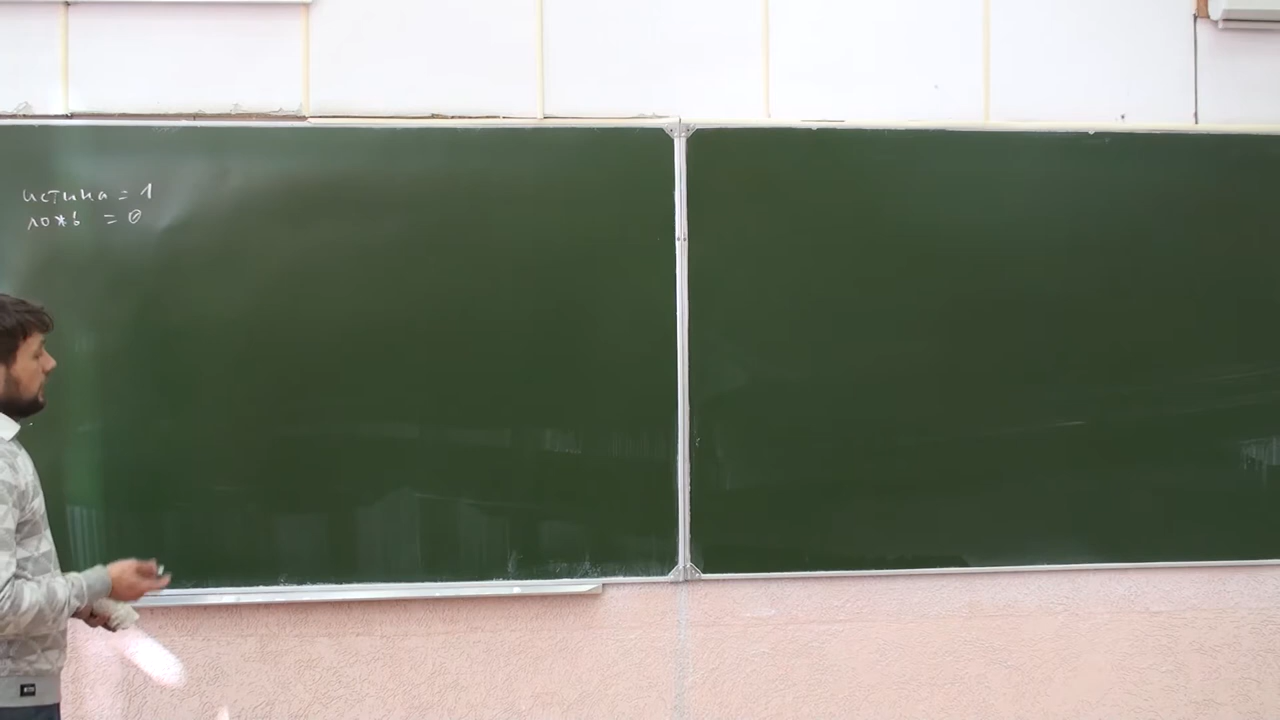 истина = 1
ложь = 0